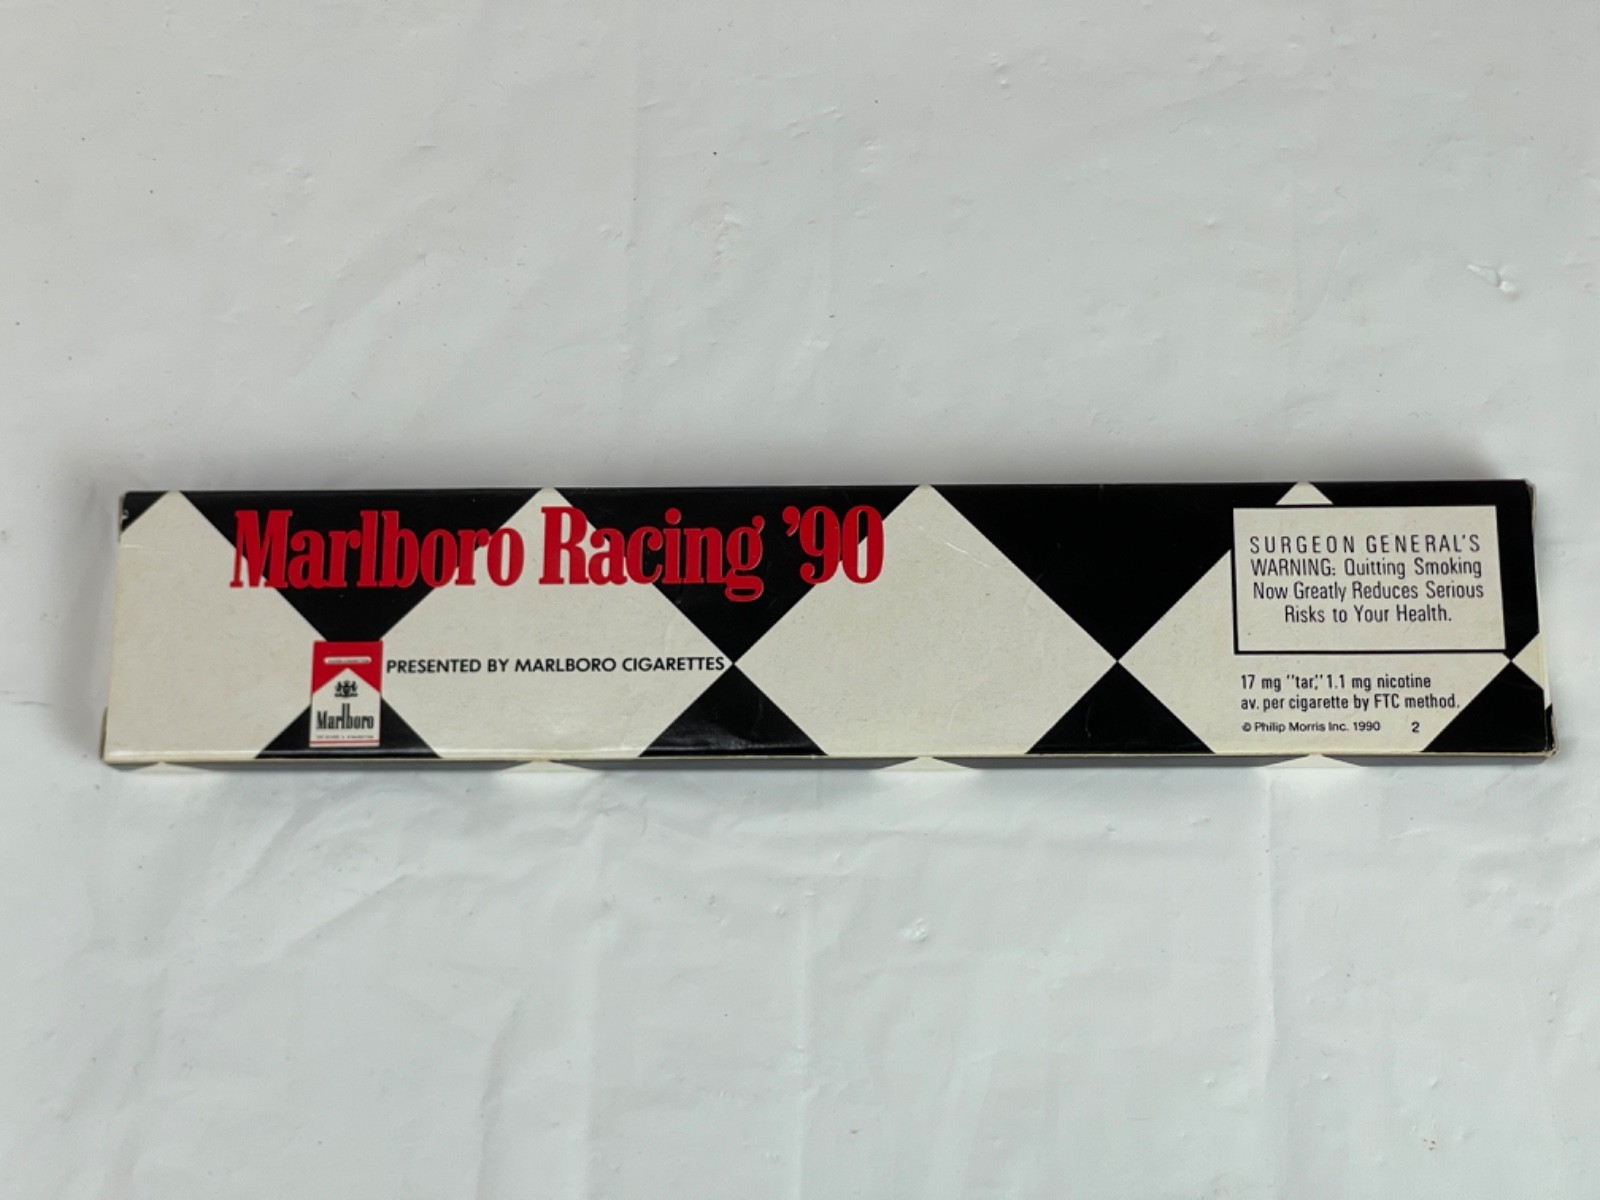 Marlboro Racing '90
PRESENTED BY MARLBORO CIGARETTES
Marlboro
SURGEON GENERAL'S
WARNING: Quitting Smoking
Now Greatly Reduces Serious
Risks to Your Health.
17 mg "tar," 1.1 mg nicotine
av. per cigarette by FTC method.
© Philip Morris Inc. 1990 2